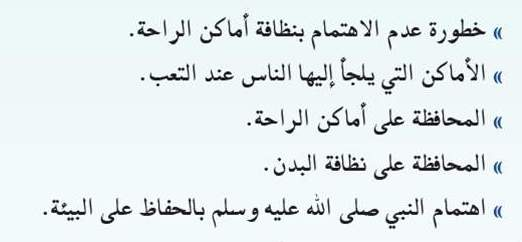 » خطورة عدم الاهتمام بنظافة أماكن الراحة.
» الأماكن التي يلجأ إليها الناس عند التعب.
» المحافظة على أماكن الراحة.
» المحافظة على نظافة البدن.
» اهتمام النبي صلى الله عليه وسلم بالحفاظ على البيئة.